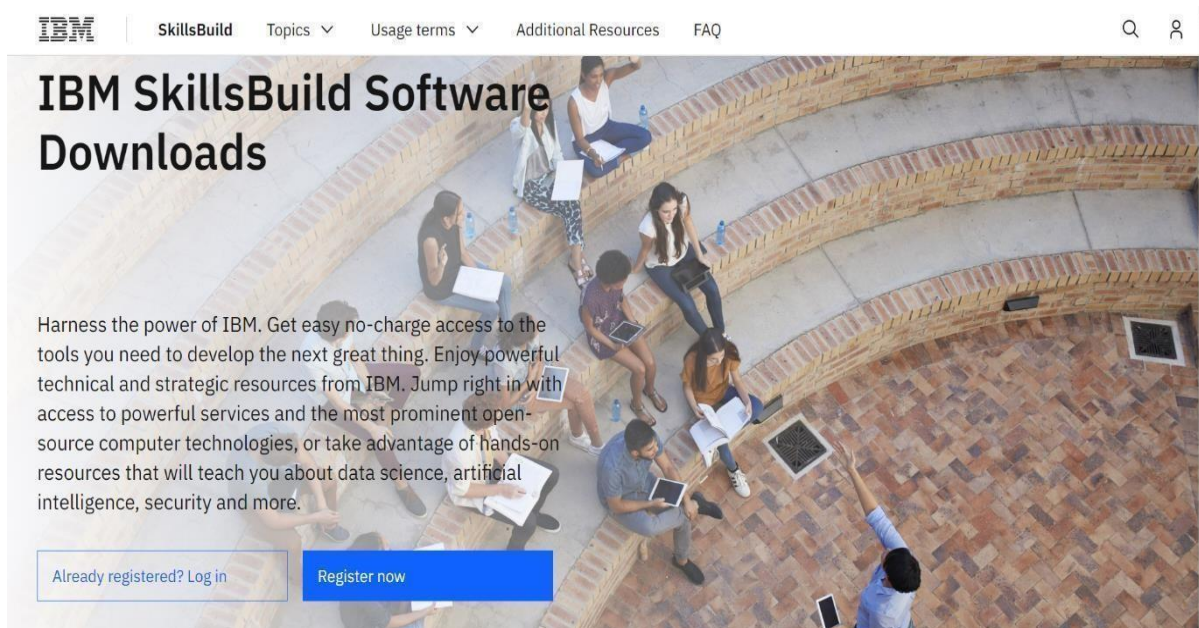 IBM
SkillsBuild
Topics
Usage terms
Additional Resources
FAQ
IBM SkillsBuild Software
Downloads
Harness the power of IBM. Get easy no-charge access to the
tools you need to develop the next great thing. Enjoy powerful
technical and strategic resources from IBM. Jump right in with
access to powerful services and the most prominent open-
source computer technologies, or take advantage of hands-on
resources that will teach you about data science, artificial
intelligence, security and more.
Already registered? Log in
Register now